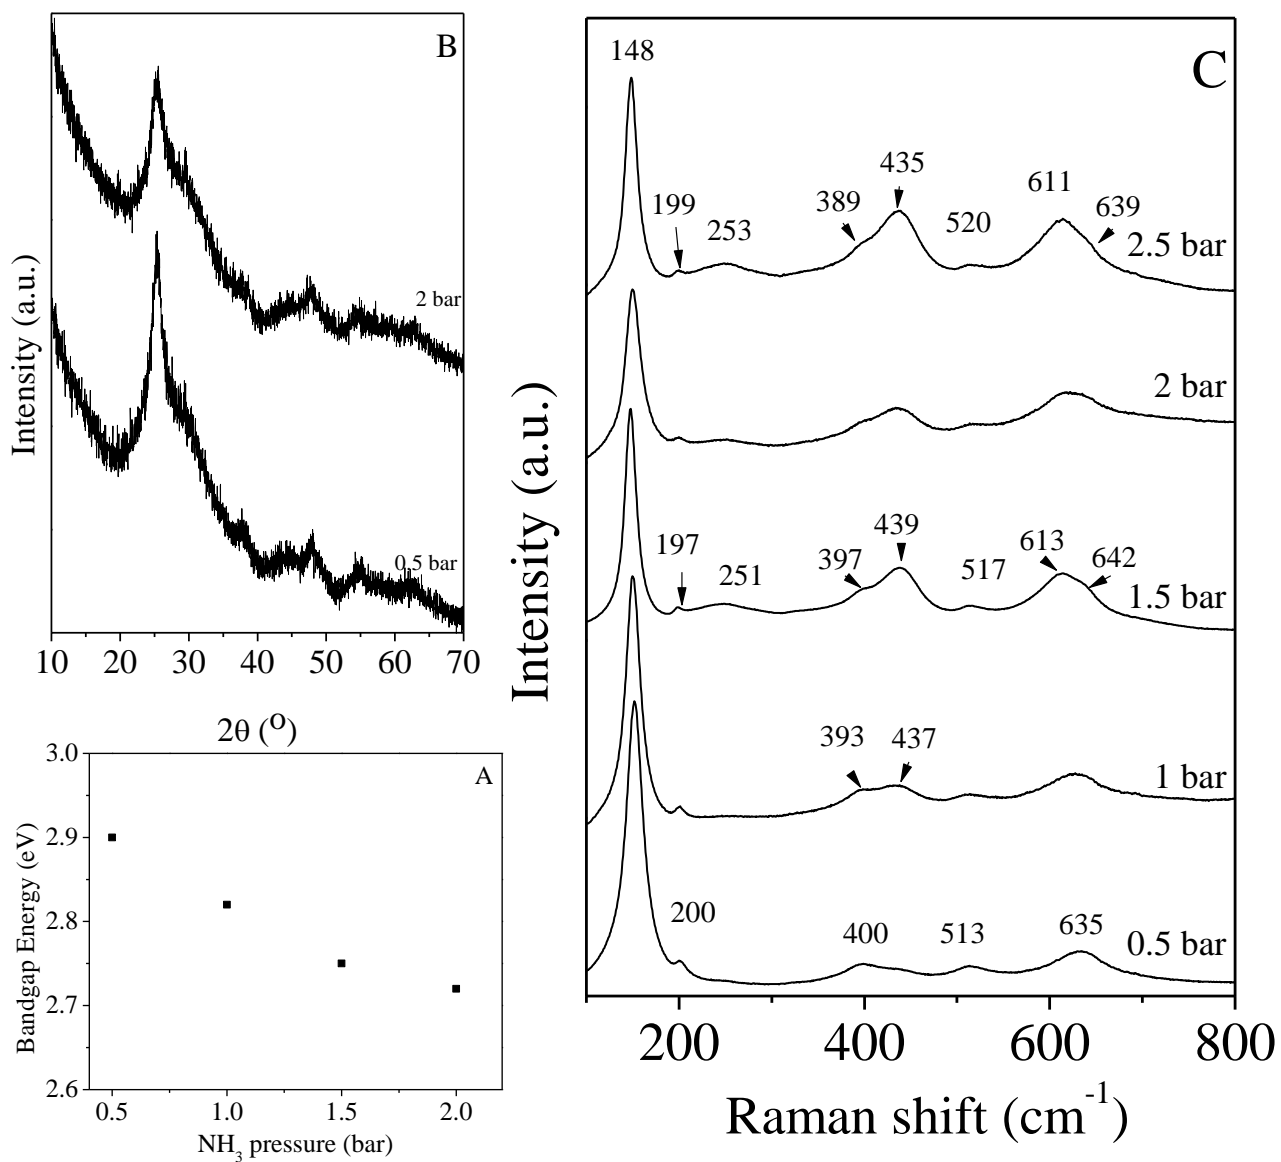 B
2 bar
0.5 bar
Intensity (a.u.)
10 20 30 40 50 60 70
2θ (O)
A
3.0
2.9
2.8
2.7
2.6
Bandgap Energy (eV)
0.5 1.0 1.5 2.0
NH3 pressure (bar)
C
148
199
253
389
435
520
611
639
2.5 bar
2 bar
197
251
397
439
517
613
642
1.5 bar
393
437
1 bar
200
400
513
635
0.5 bar
Intensity (a.u.)
200 400 600 800
Raman shift (cm-1)